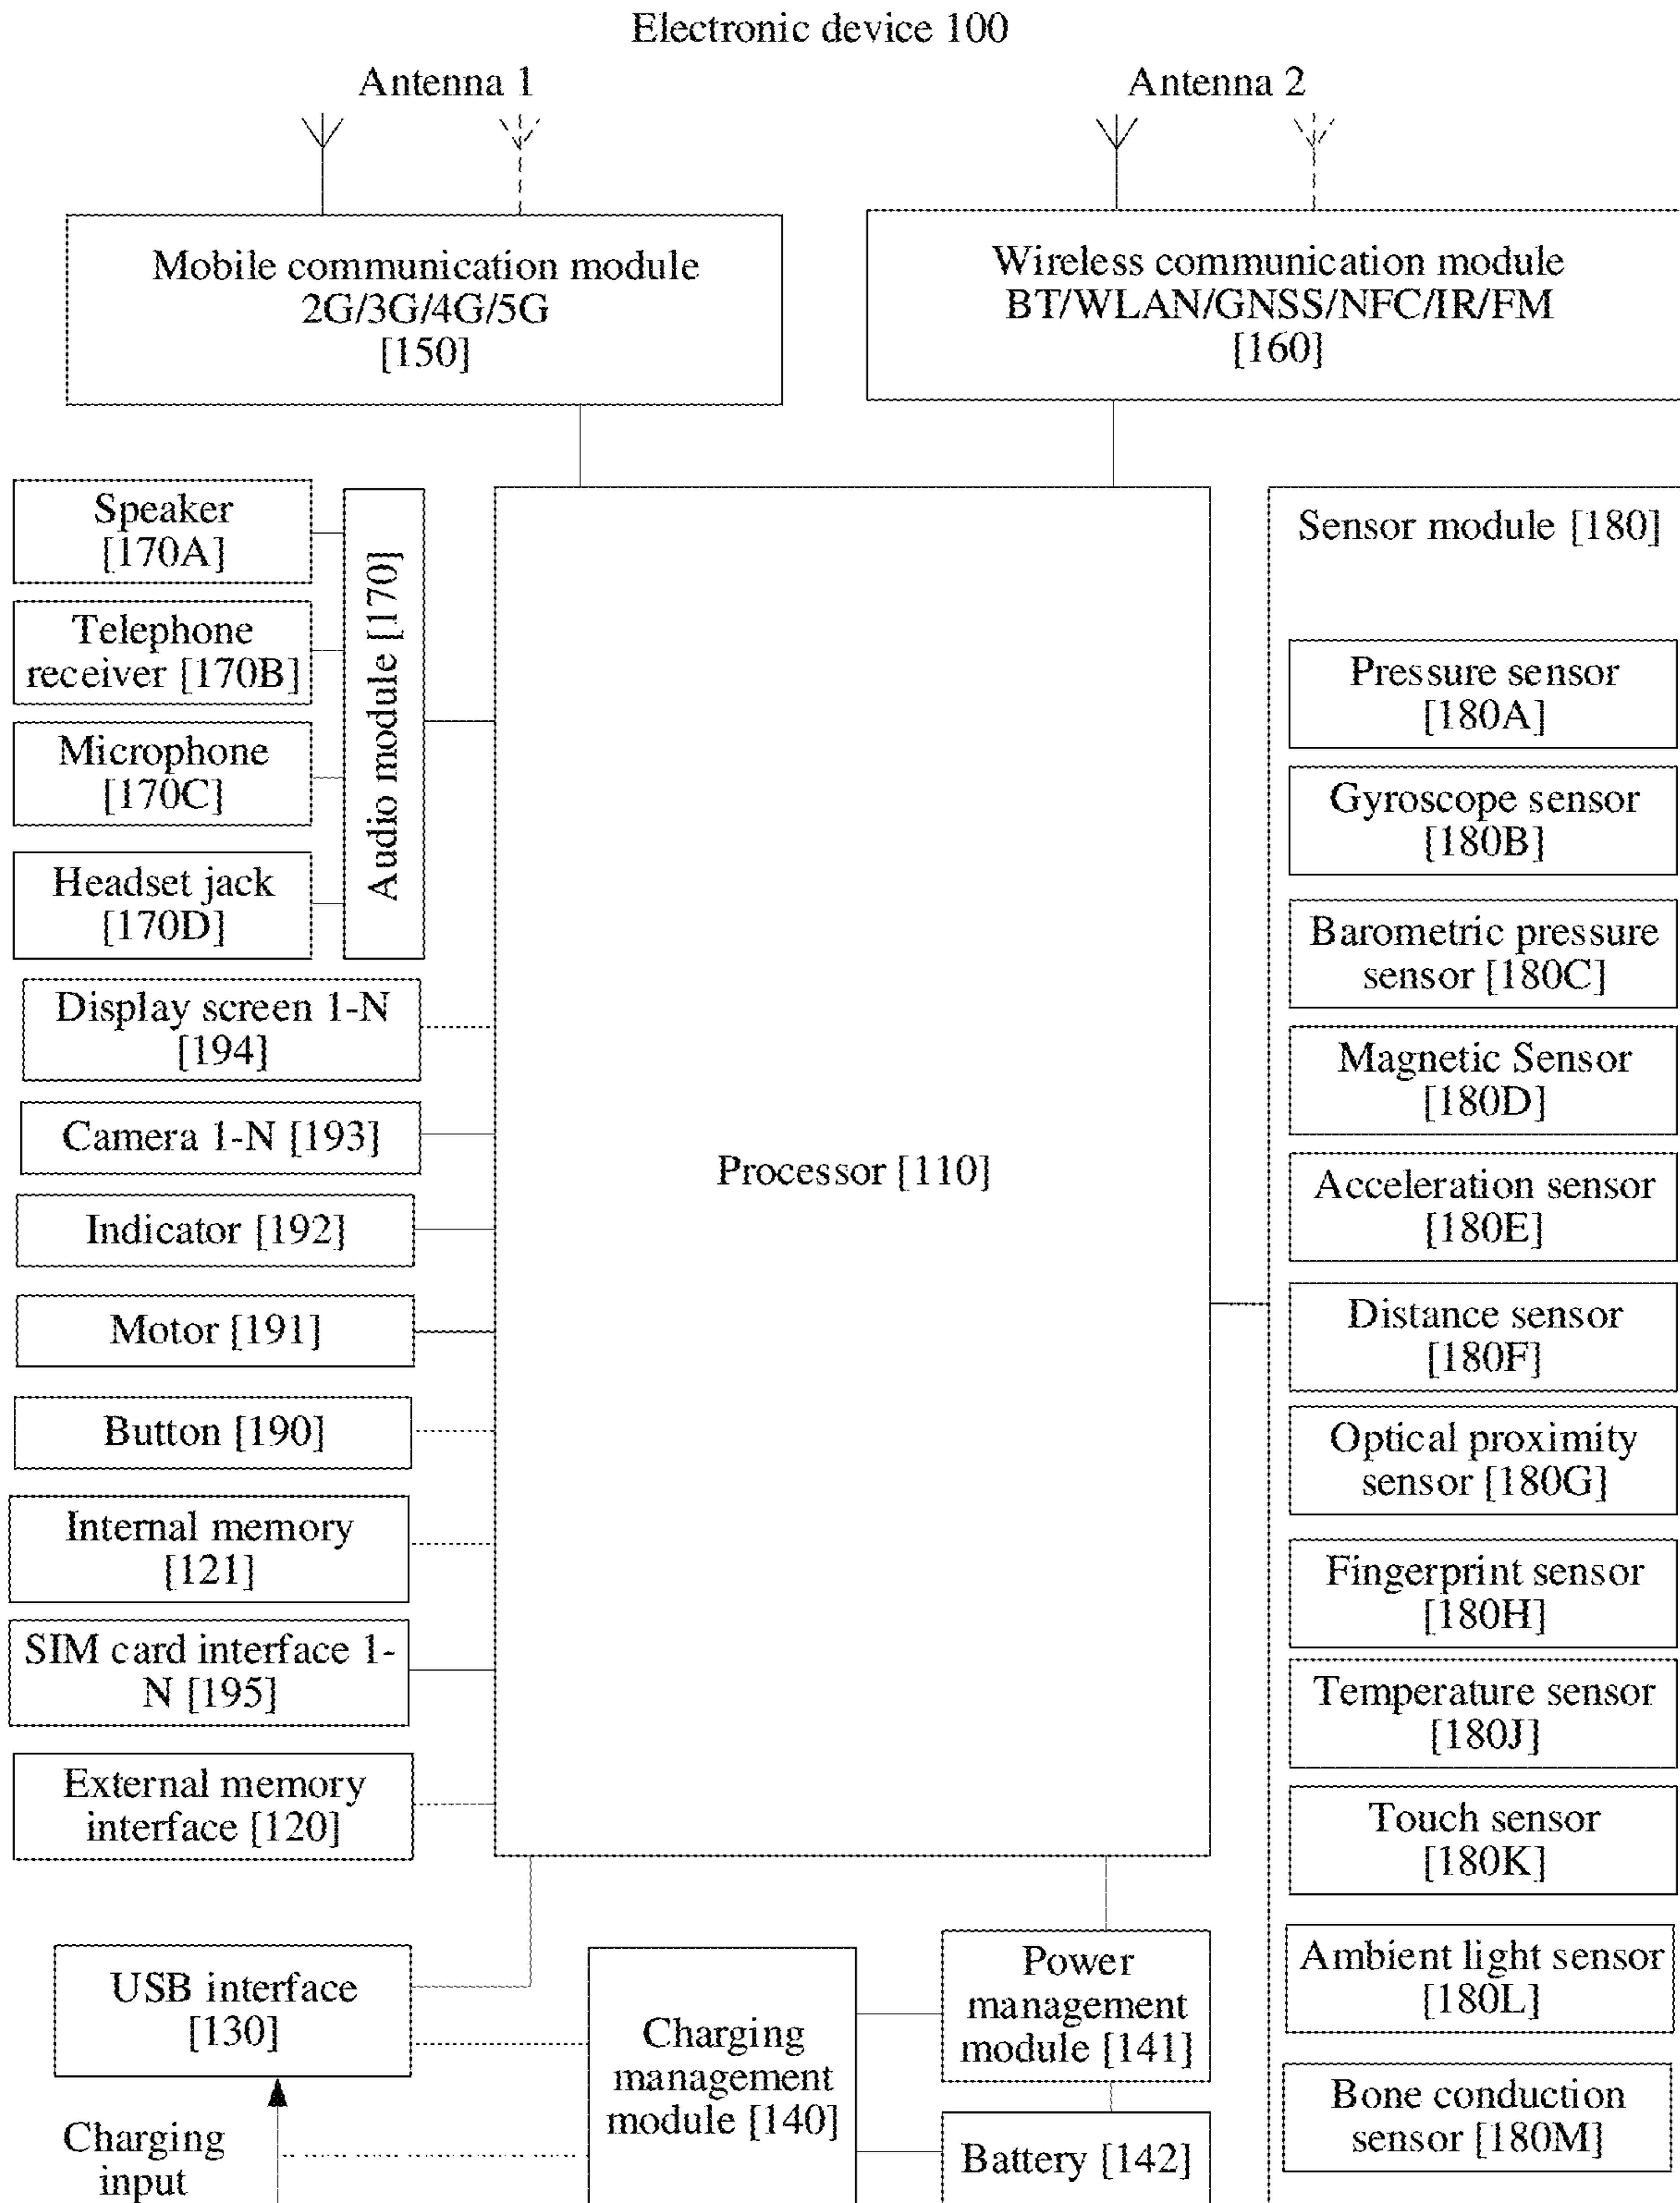 Electronic device 100
Antenna 1
Antenna 2
Mobile communication module
2G/3G/4G/5G
[150]
Wireless communication module
BT/WLAN/GNSS/NFC/IR/FM
[160]
Speaker
[170A]
Telephone
receiver [170B]
Microphone
[170C]
Headset jack
[170D]
Audio module [170]
Display screen 1-N
[194]
Camera 1-N [193]
Indicator [192]
Motor [191]
Button [190]
Internal memory
[121]
SIM card interface 1-
N [195]
External memory
interface [120]
Processor [110]
Sensor module [180]
Pressure sensor
[180A]
Gyroscope sensor
[180B]
Barometric pressure
sensor [180C]
Magnetic Sensor
[180D]
Acceleration sensor
[180E]
Distance sensor
[180F]
Optical proximity
sensor [180G]
Fingerprint sensor
[180H]
Temperature sensor
[180J]
Touch sensor
[180K]
Ambient light sensor
[180L]
Bone conduction
sensor [180M]
USB interface
[130]
Charging
input
Charging
management
module [140]
Power
management
module [141]
Battery [142]